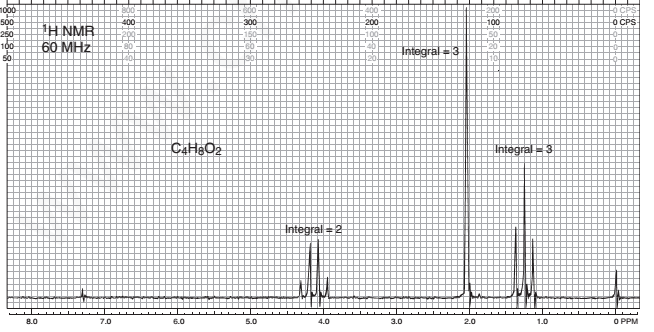 1000 800 400 200 0 CPS
500 400 300 200 100 0 CPS
250 200 150 100 50 0
100 80 60 40 20 0
50 40 30 20 10 0
¹H NMR
60 MHz
Integral = 3
C₄H₈O₂
Integral = 3
Integral = 2
8.0 7.0 6.0 5.0 4.0 3.0 2.0 1.0 0 PPM